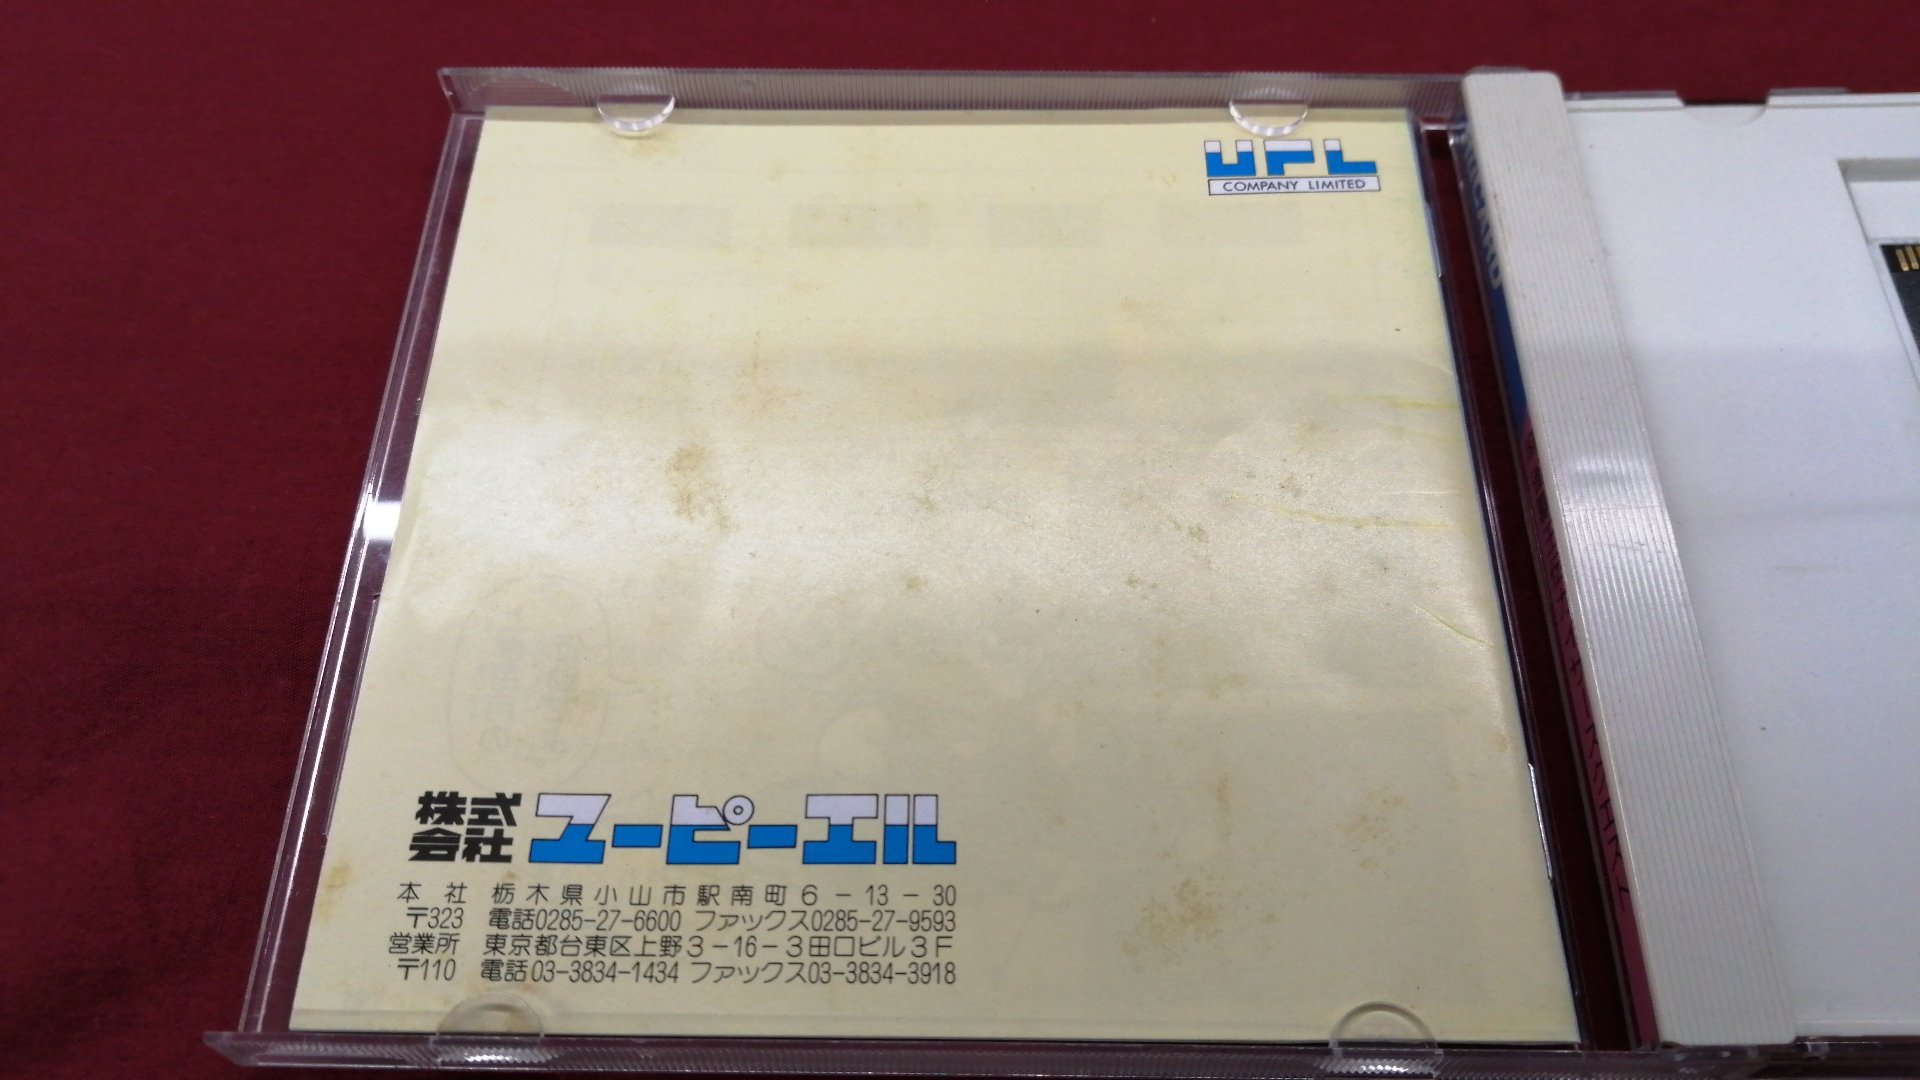 UPL
COMPANY LIMITED
株式会社 ユーピーエル
本社 栃木県小山市駅南町6-13-30
〒323 電話0285-27-6600 ファックス0285-27-9593
営業所 東京都台東区上野3-16-3田口ビル3F
〒110 電話03-3834-1434 ファックス03-3834-3918